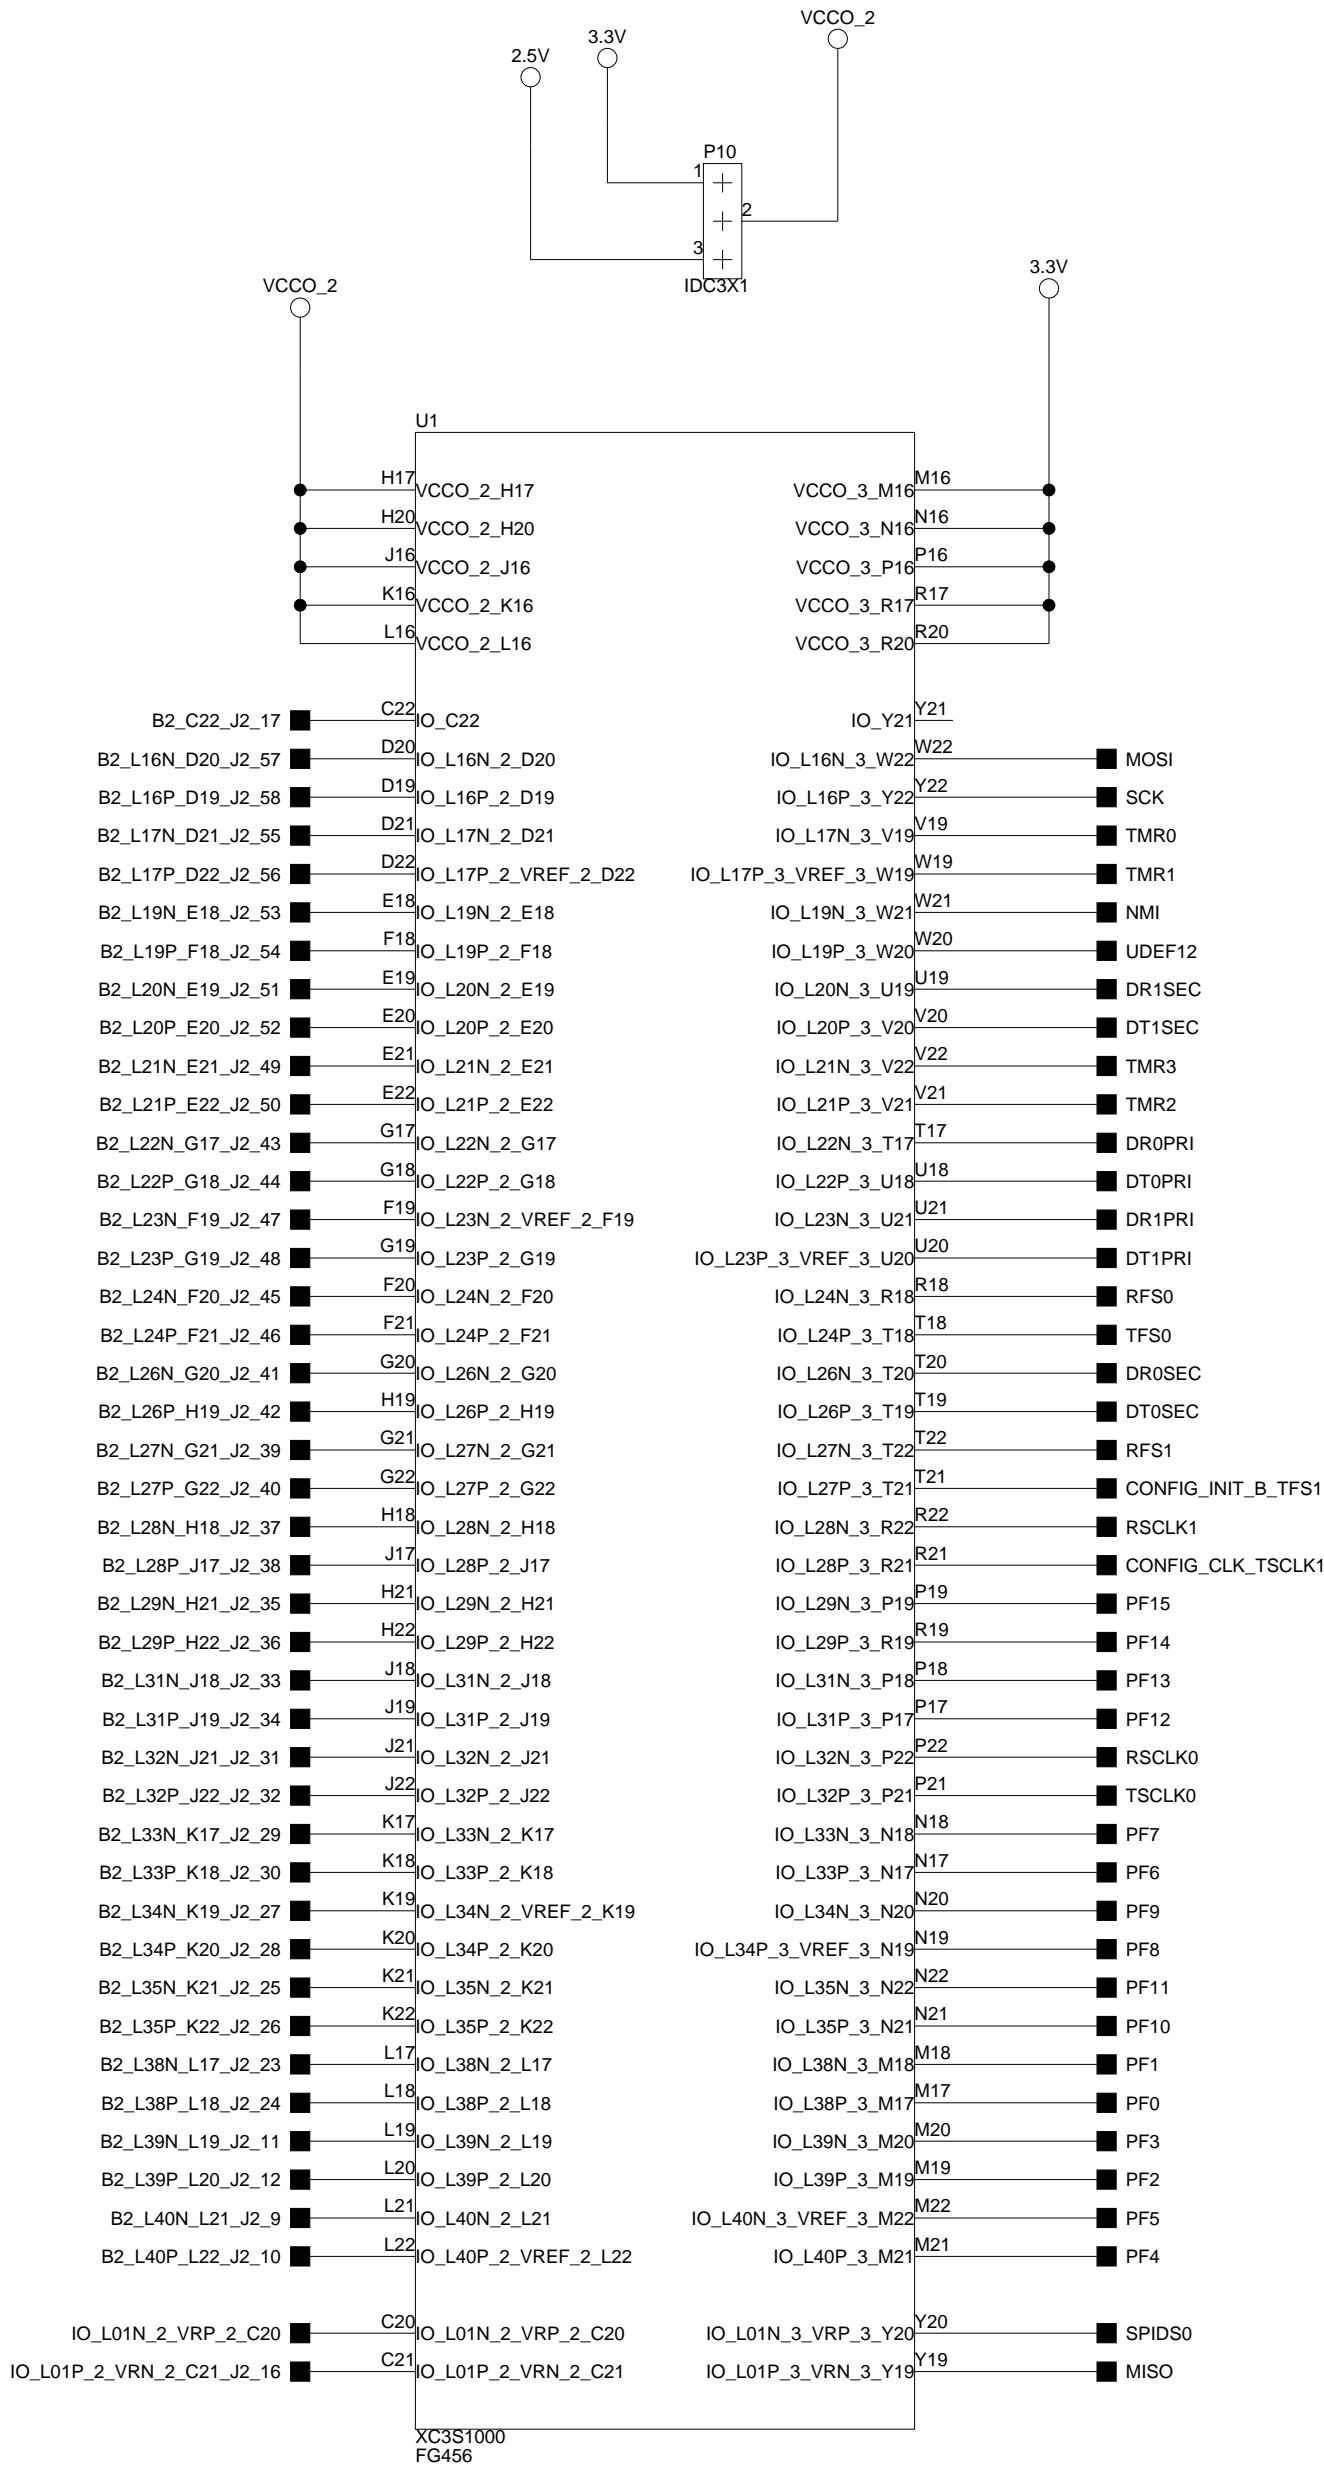 VCCO_2
3.3V
2.5V
P10
1
2
3
IDC3X1
VCCO_2
3.3V
U1
H17 VCCO_2_H17 VCCO_3_M16 M16
H20 VCCO_2_H20 VCCO_3_N16 N16
J16 VCCO_2_J16 VCCO_3_P16 P16
K16 VCCO_2_K16 VCCO_3_R17 R17
L16 VCCO_2_L16 VCCO_3_R20 R20
B2_C22_J2_17 C22 IO_C22 IO_Y21 Y21
B2_L16N_D20_J2_57 D20 IO_L16N_2_D20 IO_L16N_3_W22 W22 MOSI
B2_L16P_D19_J2_58 D19 IO_L16P_2_D19 IO_L16P_3_Y22 Y22 SCK
B2_L17N_D21_J2_55 D21 IO_L17N_2_D21 IO_L17N_3_V19 V19 TMR0
B2_L17P_D22_J2_56 D22 IO_L17P_2_VREF_2_D22 IO_L17P_3_VREF_3_W19 W19 TMR1
B2_L19N_E18_J2_53 E18 IO_L19N_2_E18 IO_L19N_3_W21 W21 NMI
B2_L19P_F18_J2_54 F18 IO_L19P_2_F18 IO_L19P_3_W20 W20 UDEF12
B2_L20N_E19_J2_51 E19 IO_L20N_2_E19 IO_L20N_3_U19 U19 DR1SEC
B2_L20P_E20_J2_52 E20 IO_L20P_2_E20 IO_L20P_3_V20 V20 DT1SEC
B2_L21N_E21_J2_49 E21 IO_L21N_2_E21 IO_L21N_3_V22 V22 TMR3
B2_L21P_E22_J2_50 E22 IO_L21P_2_E22 IO_L21P_3_V21 V21 TMR2
B2_L22N_G17_J2_43 G17 IO_L22N_2_G17 IO_L22N_3_T17 T17 DR0PRI
B2_L22P_G18_J2_44 G18 IO_L22P_2_G18 IO_L22P_3_U18 U18 DT0PRI
B2_L23N_F19_J2_47 F19 IO_L23N_2_VREF_2_F19 IO_L23N_3_U21 U21 DR1PRI
B2_L23P_G19_J2_48 G19 IO_L23P_2_G19 IO_L23P_3_VREF_3_U20 U20 DT1PRI
B2_L24N_F20_J2_45 F20 IO_L24N_2_F20 IO_L24N_3_R18 R18 RFS0
B2_L24P_F21_J2_46 F21 IO_L24P_2_F21 IO_L24P_3_T18 T18 TFS0
B2_L26N_G20_J2_41 G20 IO_L26N_2_G20 IO_L26N_3_T20 T20 DR0SEC
B2_L26P_H19_J2_42 H19 IO_L26P_2_H19 IO_L26P_3_T19 T19 DT0SEC
B2_L27N_G21_J2_39 G21 IO_L27N_2_G21 IO_L27N_3_T22 T22 RFS1
B2_L27P_G22_J2_40 G22 IO_L27P_2_G22 IO_L27P_3_T21 T21 CONFIG_INIT_B_TFS1
B2_L28N_H18_J2_37 H18 IO_L28N_2_H18 IO_L28N_3_R22 R22 RSCLK1
B2_L28P_J17_J2_38 J17 IO_L28P_2_J17 IO_L28P_3_R21 R21 CONFIG_CLK_TSCLK1
B2_L29N_H21_J2_35 H21 IO_L29N_2_H21 IO_L29N_3_P19 P19 PF15
B2_L29P_H22_J2_36 H22 IO_L29P_2_H22 IO_L29P_3_R19 R19 PF14
B2_L31N_J18_J2_33 J18 IO_L31N_2_J18 IO_L31N_3_P18 P18 PF13
B2_L31P_J19_J2_34 J19 IO_L31P_2_J19 IO_L31P_3_P17 P17 PF12
B2_L32N_J21_J2_31 J21 IO_L32N_2_J21 IO_L32N_3_P22 P22 RSCLK0
B2_L32P_J22_J2_32 J22 IO_L32P_2_J22 IO_L32P_3_P21 P21 TSCLK0
B2_L33N_K17_J2_29 K17 IO_L33N_2_K17 IO_L33N_3_N18 N18 PF7
B2_L33P_K18_J2_30 K18 IO_L33P_2_K18 IO_L33P_3_N17 N17 PF6
B2_L34N_K19_J2_27 K19 IO_L34N_2_VREF_2_K19 IO_L34N_3_N20 N20 PF9
B2_L34P_K20_J2_28 K20 IO_L34P_2_K20 IO_L34P_3_VREF_3_N19 N19 PF8
B2_L35N_K21_J2_25 K21 IO_L35N_2_K21 IO_L35N_3_N22 N22 PF11
B2_L35P_K22_J2_26 K22 IO_L35P_2_K22 IO_L35P_3_N21 N21 PF10
B2_L38N_L17_J2_23 L17 IO_L38N_2_L17 IO_L38N_3_M18 M18 PF1
B2_L38P_L18_J2_24 L18 IO_L38P_2_L18 IO_L38P_3_M17 M17 PF0
B2_L39N_L19_J2_11 L19 IO_L39N_2_L19 IO_L39N_3_M20 M20 PF3
B2_L39P_L20_J2_12 L20 IO_L39P_2_L20 IO_L39P_3_M19 M19 PF2
B2_L40N_L21_J2_9 L21 IO_L40N_2_L21 IO_L40N_3_VREF_3_M22 M22 PF5
B2_L40P_L22_J2_10 L22 IO_L40P_2_VREF_2_L22 IO_L40P_3_M21 M21 PF4
IO_L01N_2_VRP_2_C20 C20 IO_L01N_2_VRP_2_C20 IO_L01N_3_VRP_3_Y20 Y20 SPIDS0
IO_L01P_2_VRN_2_C21_J2_16 C21 IO_L01P_2_VRN_2_C21 IO_L01P_3_VRN_3_Y19 Y19 MISO
XC3S1000
FG456